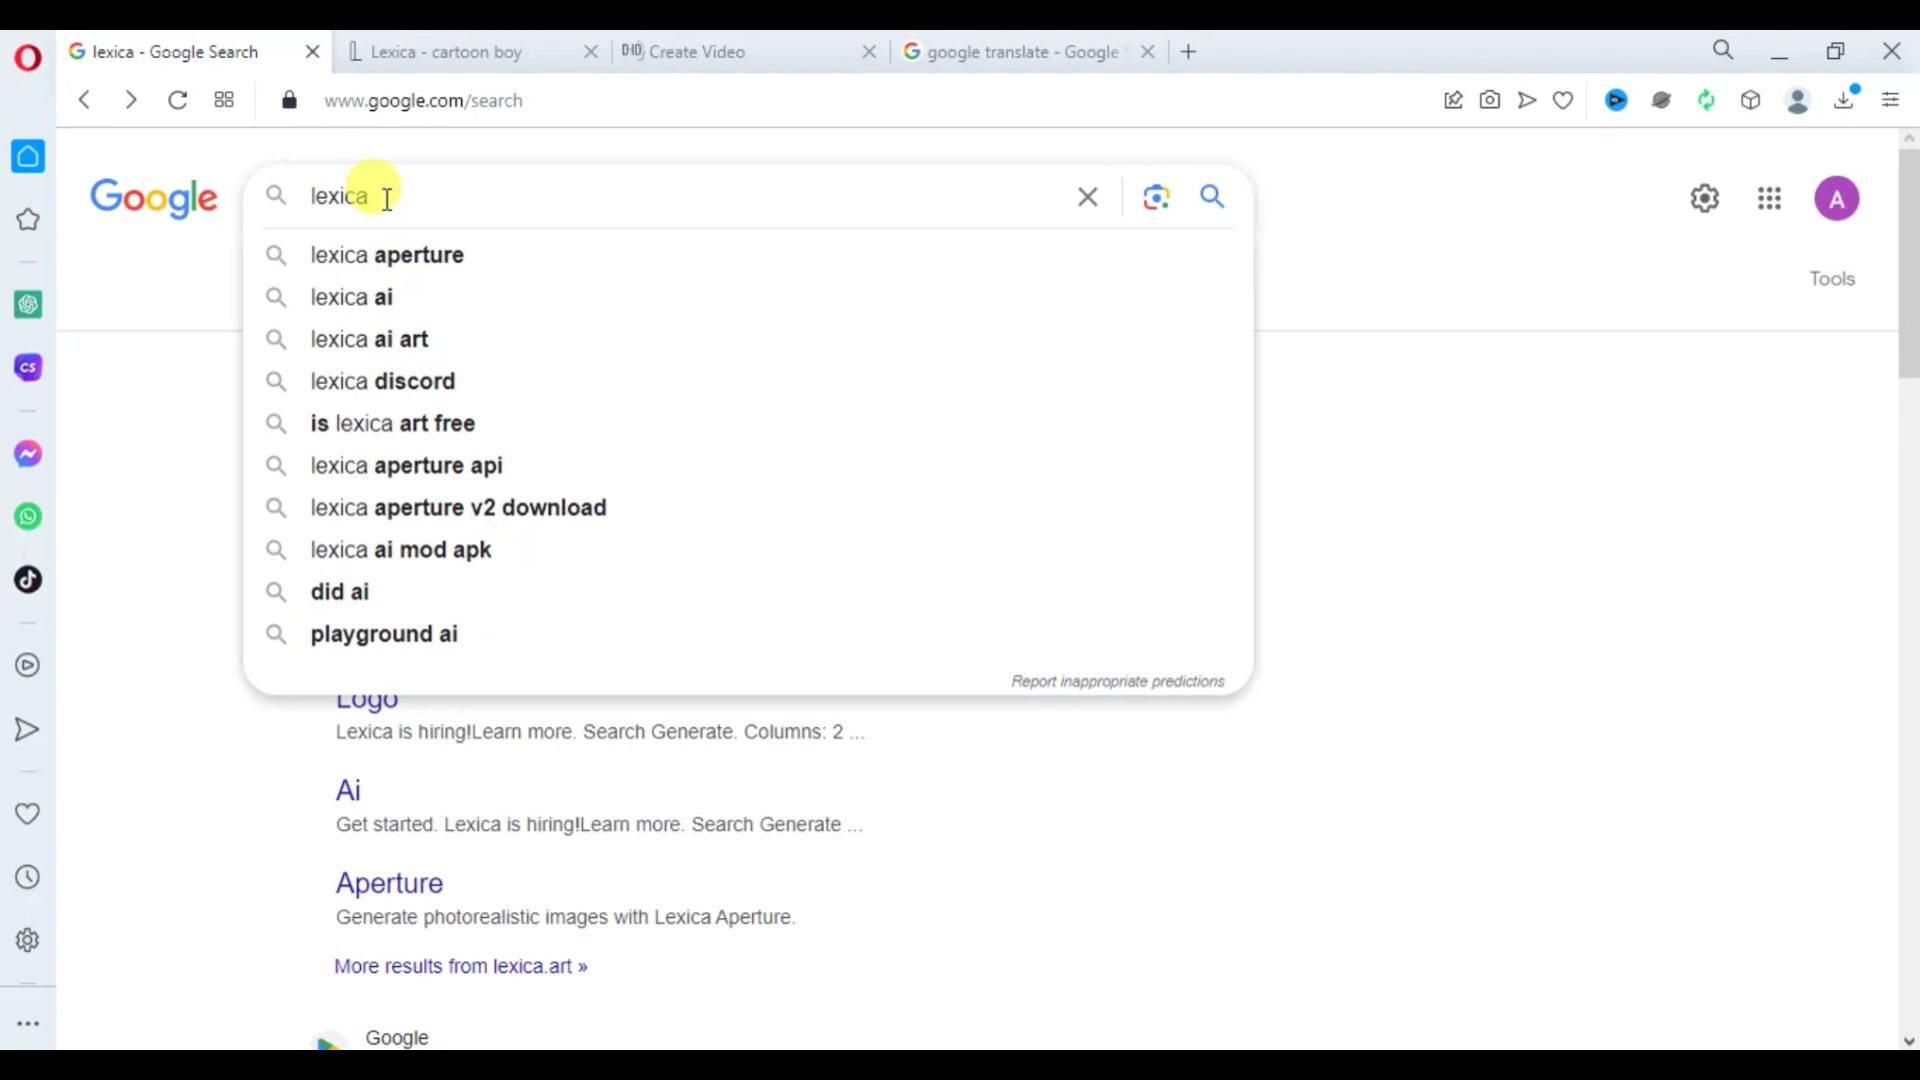 lexica - Google Search
Lexica - cartoon boy
D-ID Create Video
google translate - Google
www.google.com/search
Google
lexica
A
lexica aperture
lexica ai
lexica ai art
lexica discord
is lexica art free
lexica aperture api
lexica aperture v2 download
lexica ai mod apk
did ai
playground ai
Report inappropriate predictions
Tools
CS
Logo
Lexica is hiring!Learn more. Search Generate. Columns: 2 ...
Ai
Get started. Lexica is hiring!Learn more. Search Generate ...
Aperture
Generate photorealistic images with Lexica Aperture.
More results from lexica.art »
Google